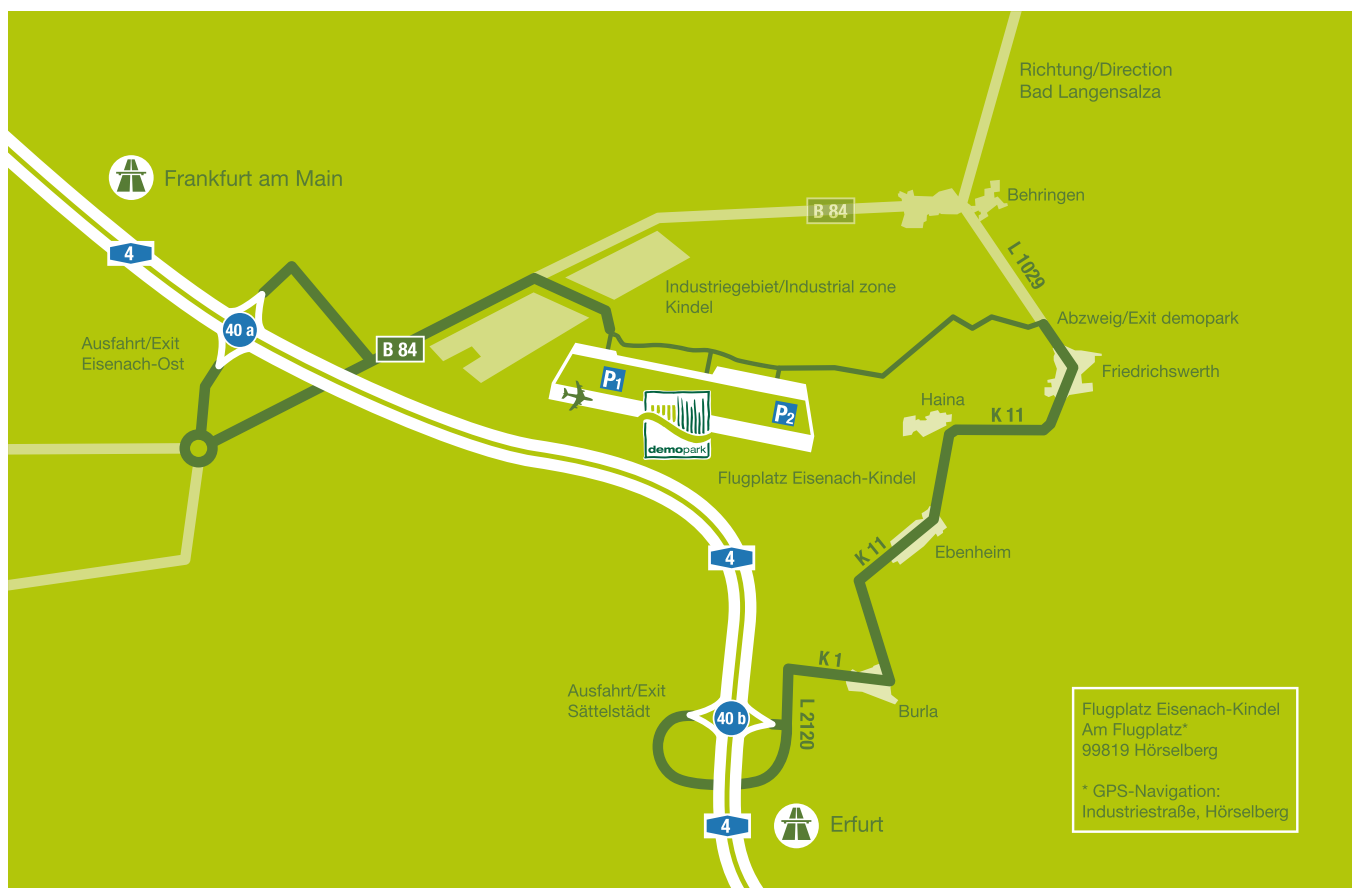 Richtung/Direction
Bad Langensalza
Frankfurt am Main
Behringen
B 84
4
L 1029
Industriegebiet/Industrial zone
Kindel
Abzweig/Exit demopark
40 a
Ausfahrt/Exit
Eisenach-Ost
B 84
Friedrichswerth
P1
Haina
P2
K 11
demopark
Flugplatz Eisenach-Kindel
K 11
Ebenheim
4
K 1
Ausfahrt/Exit
Sättelstädt
L 2120
Burla
40 b
Flugplatz Eisenach-Kindel
Am Flugplatz*
99819 Hörselberg
* GPS-Navigation:
Industriestraße, Hörselberg
4
Erfurt